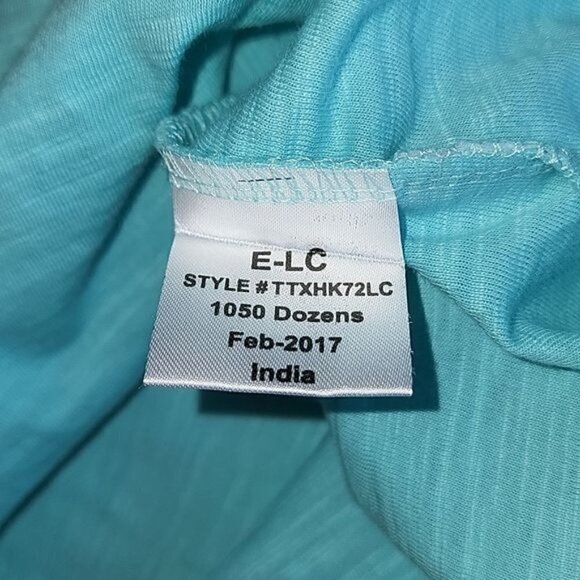 E-LC
STYLE #TTXHK72LC
1050 Dozens
Feb-2017
India